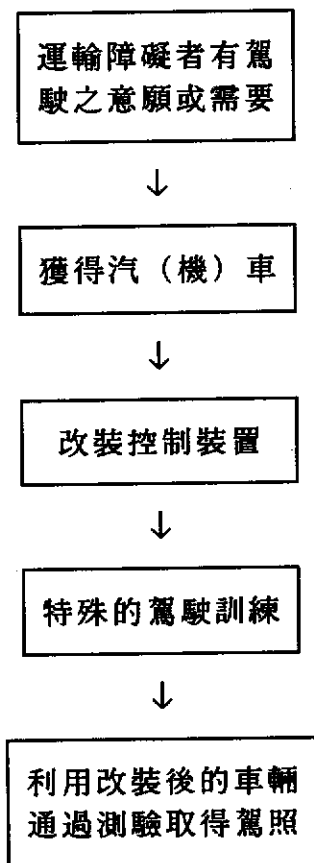 運輸障礙者有駕
駛之意願或需要
↓
獲得汽（機）車
↓
改裝控制裝置
↓
特殊的駕駛訓練
↓
利用改裝後的車輛
通過測驗取得駕照